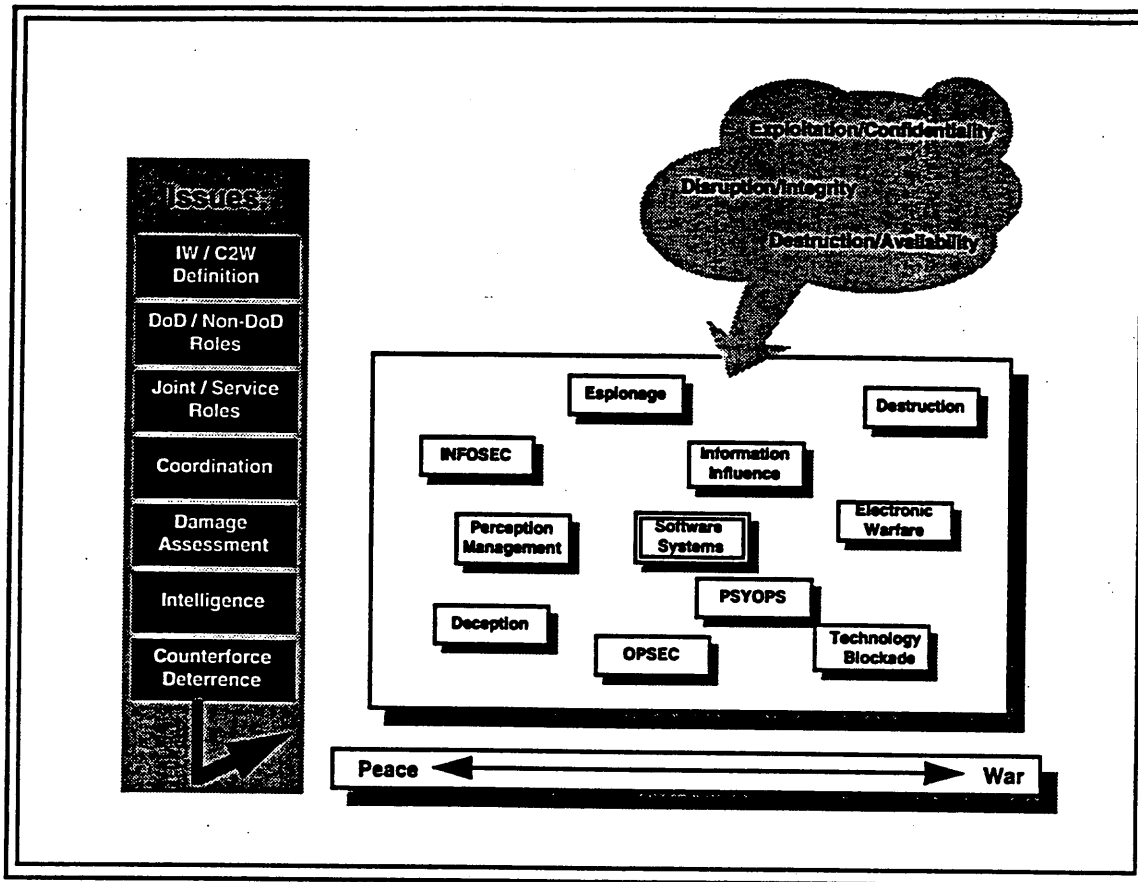 Exploitation/Confidentiality
Disruption/Integrity
Destruction/Availability
Issues:
IW / C2W
Definition
DoD / Non-DoD
Roles
Joint / Service
Roles
Coordination
Damage
Assessment
Intelligence
Counterforce
Deterrence
Espionage
Destruction
INFOSEC
Information
Influence
Perception
Management
Software
Systems
Electronic
Warfare
PSYOPS
Deception
OPSEC
Technology
Blockade
Peace
War